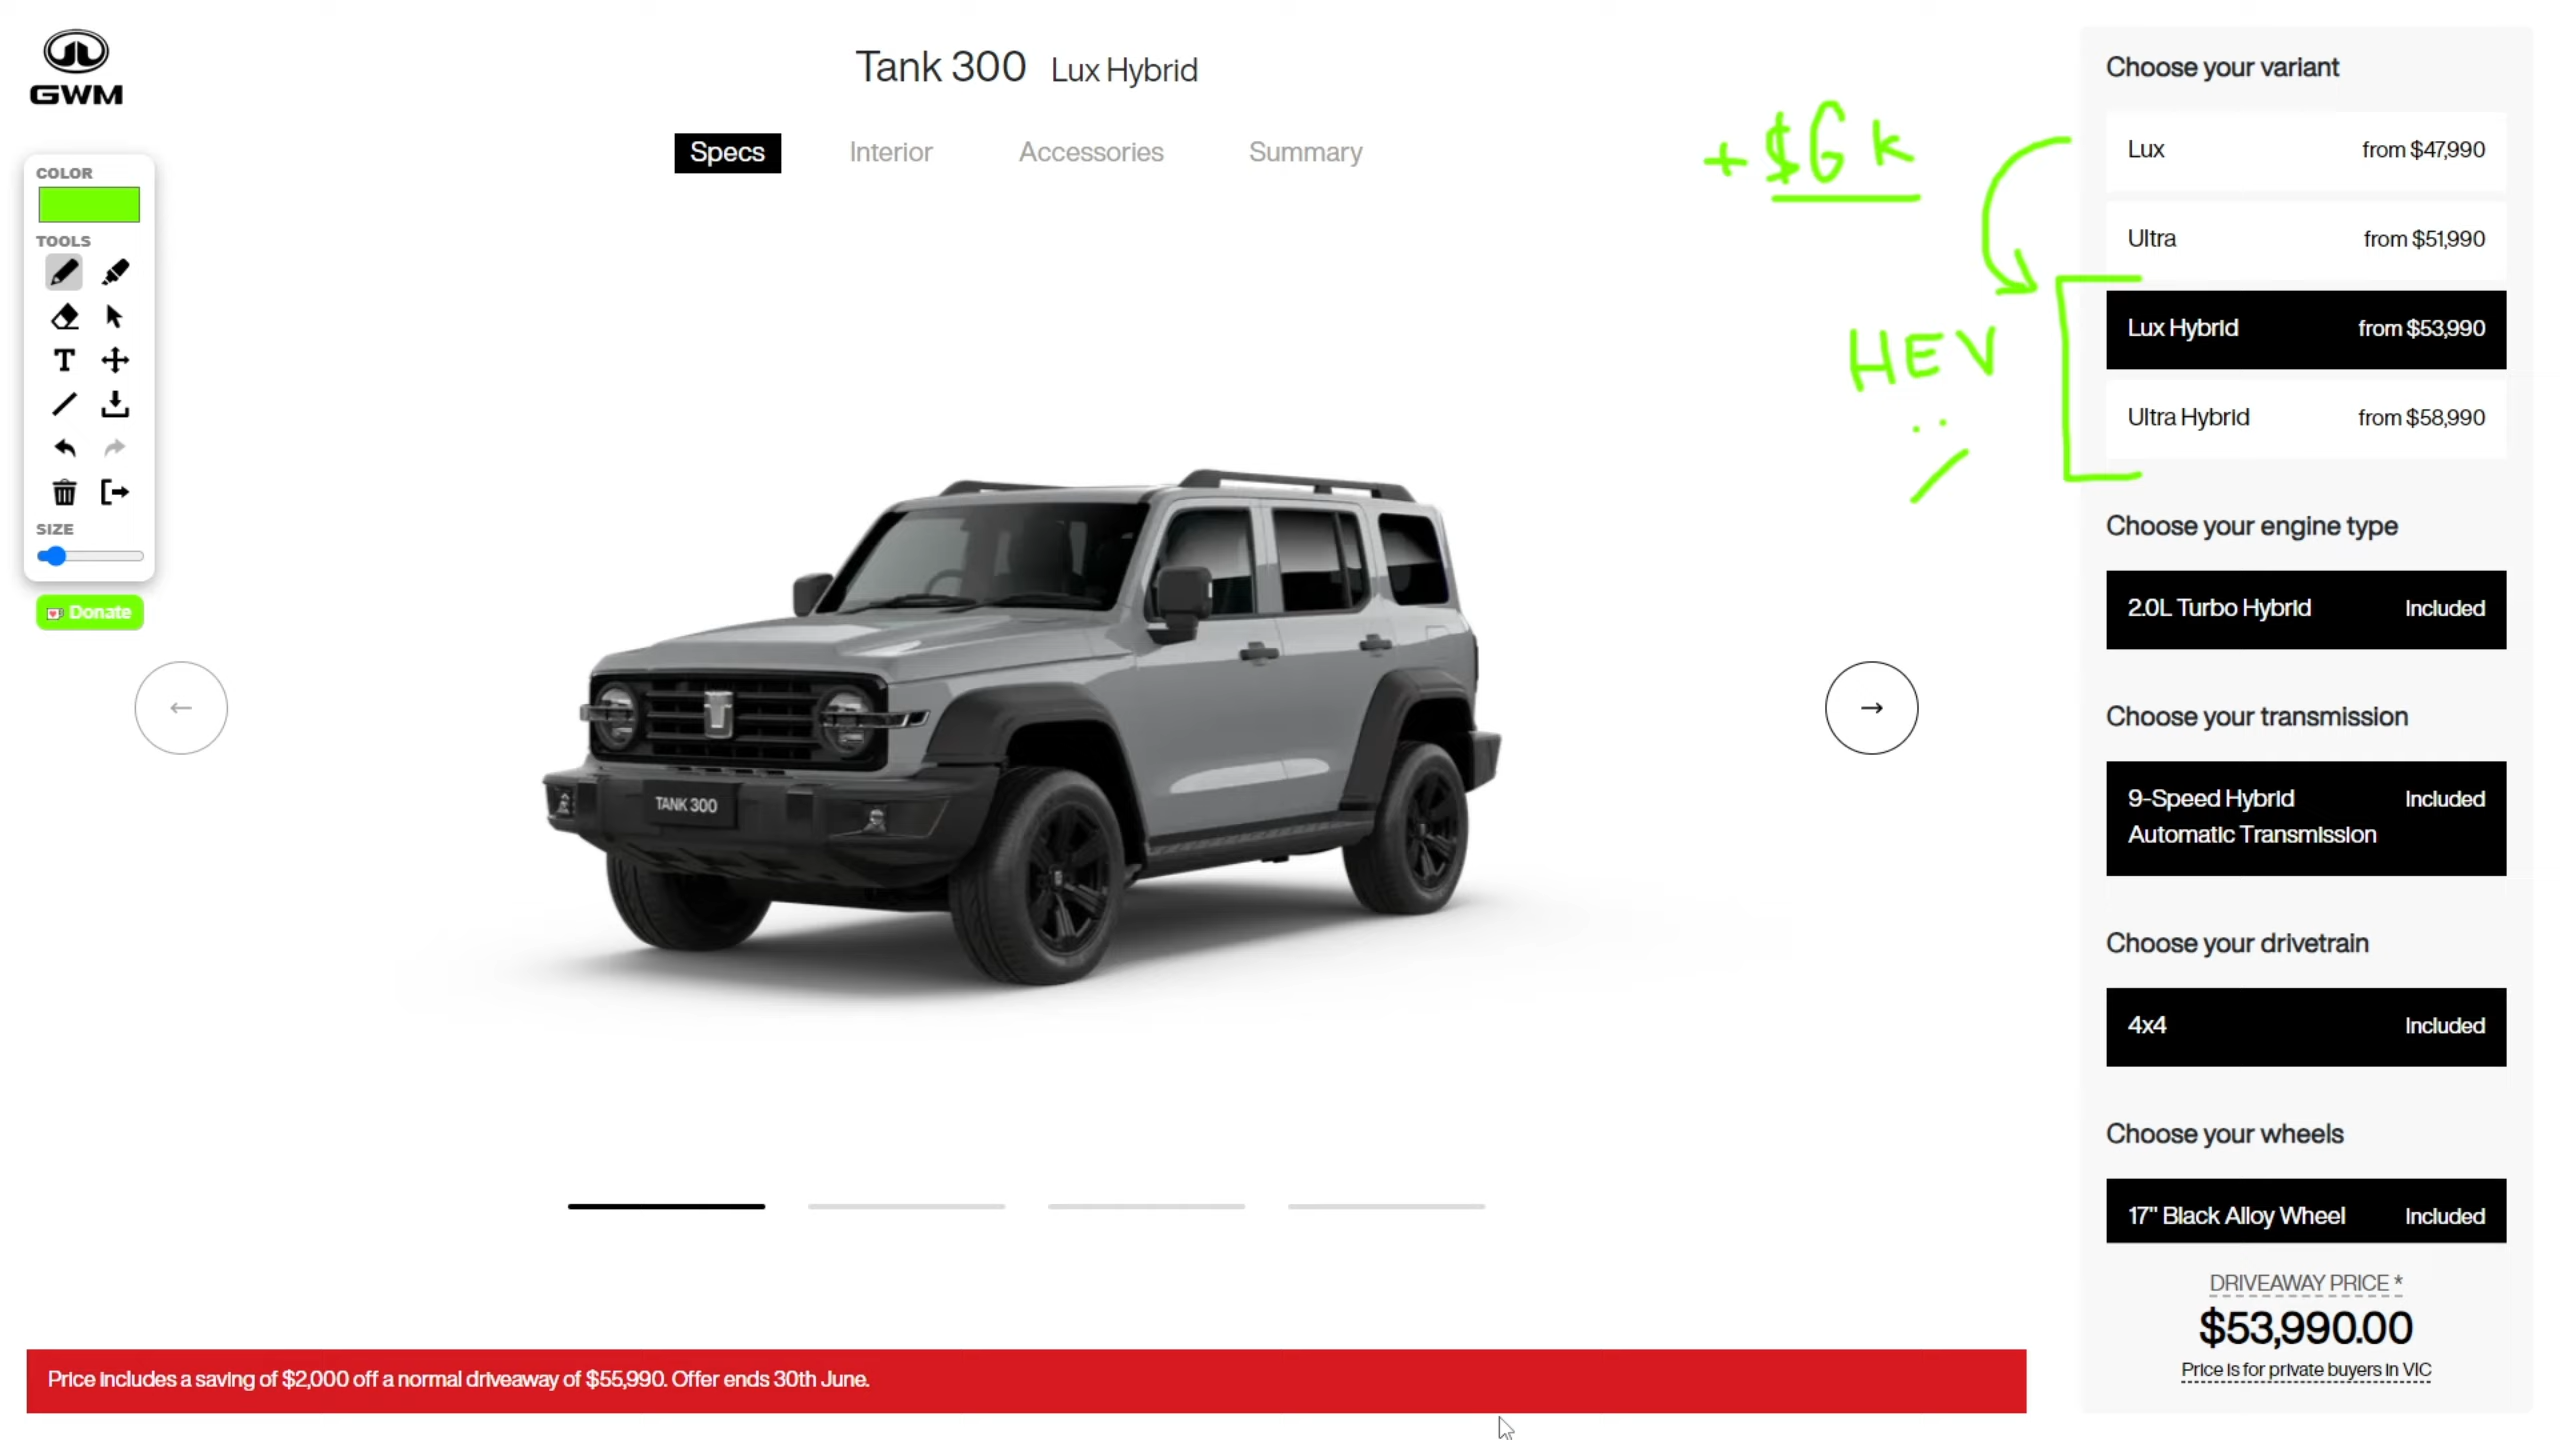 GWM
Tank 300 Lux Hybrid
Specs Interior Accessories Summary
COLOR
TOOLS
T
SIZE
Donate
+ $6k
HEV
TANK 300
Choose your variant
Lux from $47,990
Ultra from $51,990
Lux Hybrid from $53,990
Ultra Hybrid from $58,990
Choose your engine type
2.0L Turbo Hybrid Included
Choose your transmission
9-Speed Hybrid Included
Automatic Transmission
Choose your drivetrain
4x4 Included
Choose your wheels
17" Black Alloy Wheel Included
DRIVEAWAY PRICE *
$53,990.00
Price is for private buyers in VIC
Price includes a saving of $2,000 off a normal driveaway of $55,990. Offer ends 30th June.